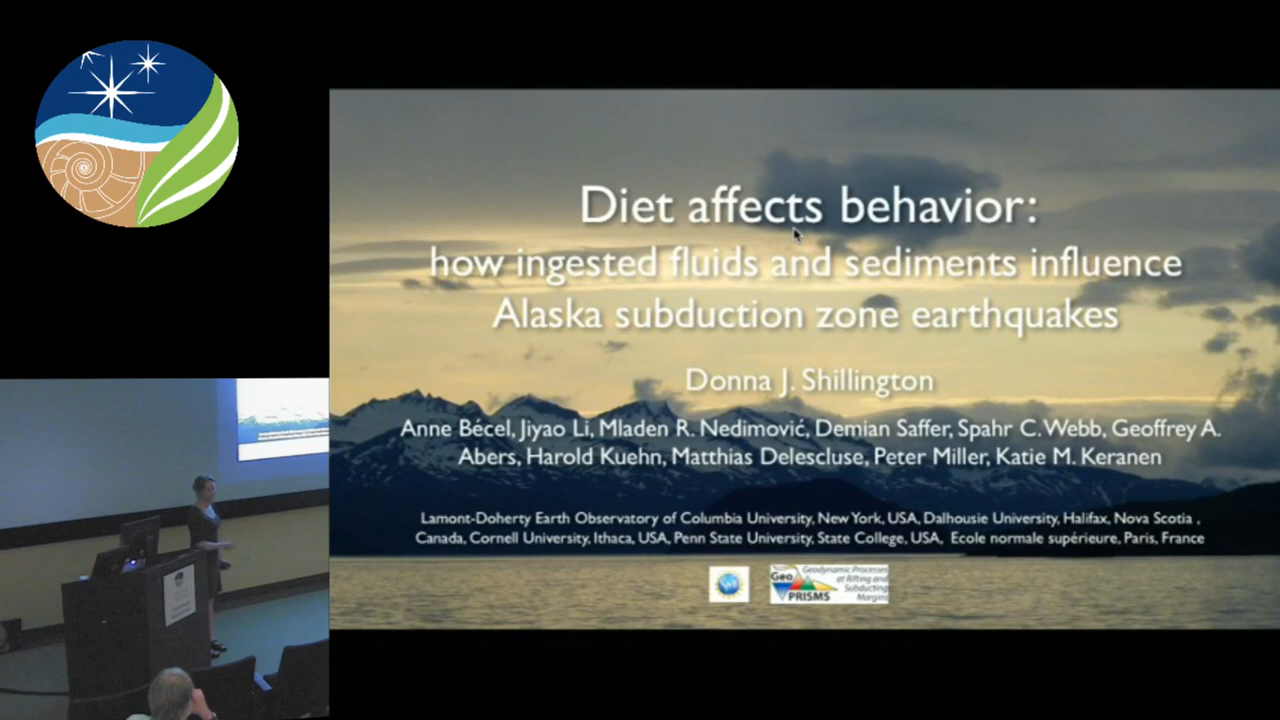 Diet affects behavior:
how ingested fluids and sediments influence
Alaska subduction zone earthquakes
Donna J. Shillington
Anne Bécel, Jiyao Li, Mladen R. Nedimović, Demian Saffer, Spahr C. Webb, Geoffrey A.
Abers, Harold Kuehn, Matthias Delescluse, Peter Miller, Katie M. Keranen
Lamont-Doherty Earth Observatory of Columbia University, New York, USA, Dalhousie University, Halifax, Nova Scotia ,
Canada, Cornell University, Ithaca, USA, Penn State University, State College, USA, Ecole normale supérieure, Paris, France
Geo
PRISMS
Geodynamic Processes
at Rifting and
Subducting
Margins